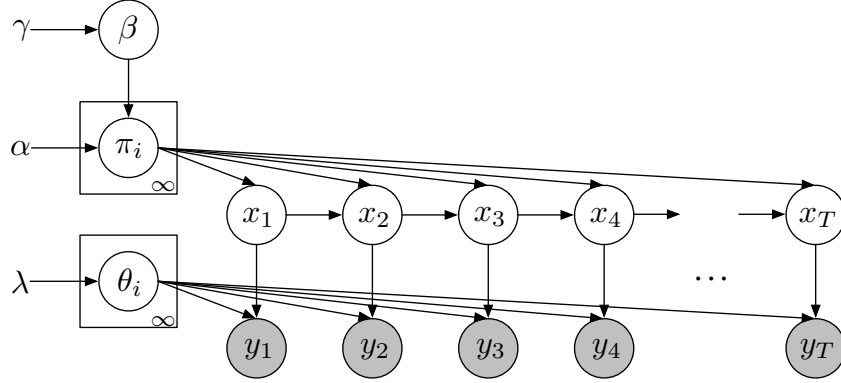 γ β
α π_i ∞
x_1 x_2 x_3 x_4 x_T
λ θ_i ∞ ...
y_1 y_2 y_3 y_4 y_T